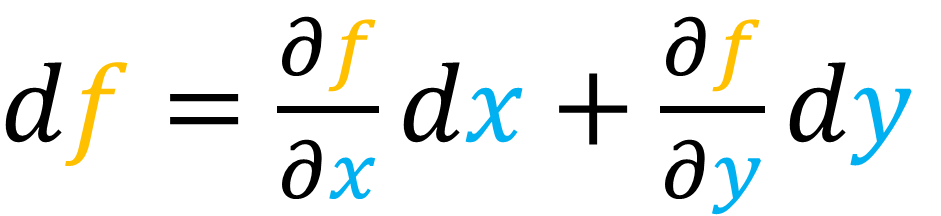 df = ∂f/∂x dx + ∂f/∂y dy